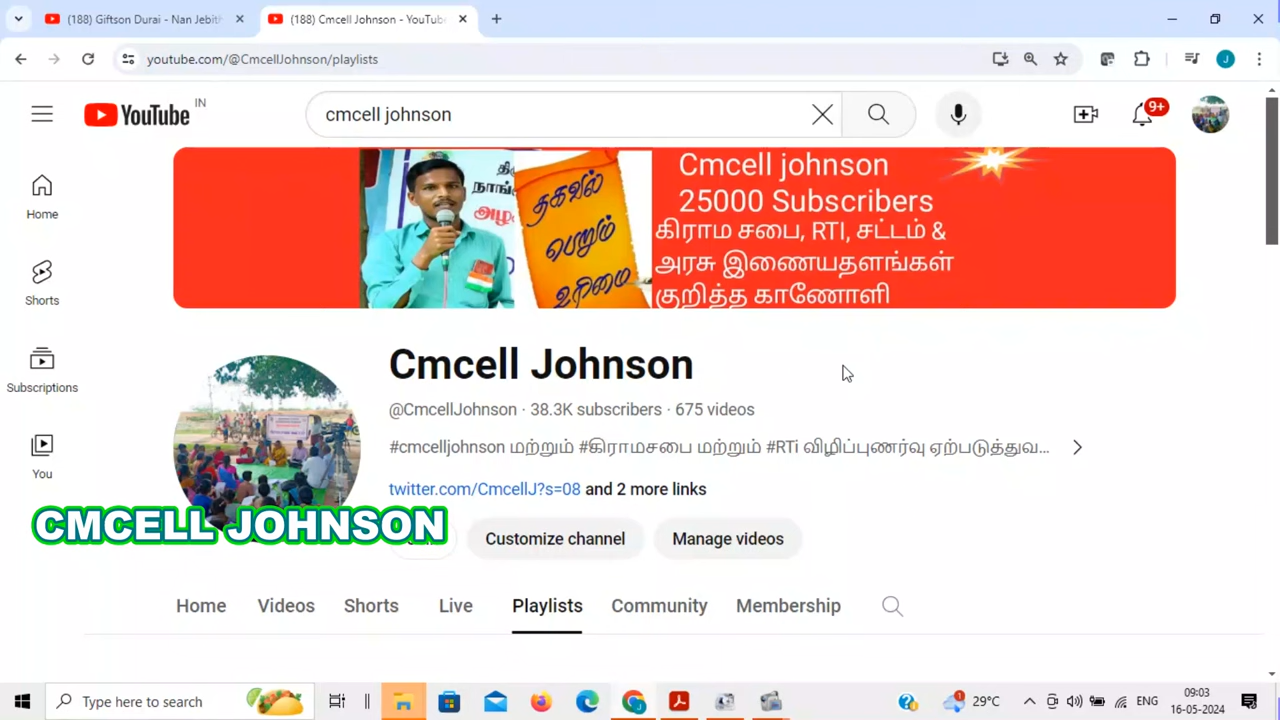 (188) Giftson Durai - Nan Jebith
(188) Cmcell Johnson - YouTube
youtube.com/@CmcellJohnson/playlists
J
YouTube IN
cmcell johnson
9+
Cmcell johnson
25000 Subscribers
கிராம சபை, RTI, சட்டம் &
அரசு இணையதளங்கள்
குறித்த காணோளி
தகவல்
பெறும்
உரிமை
Home
Shorts
Subscriptions
You
Cmcell Johnson
@CmcellJohnson · 38.3K subscribers · 675 videos
#cmcelljohnson மற்றும் #கிராமசபை மற்றும் #RTi விழிப்புணர்வு ஏற்படுத்துவ...
twitter.com/CmcellJ?s=08 and 2 more links
CMCELL JOHNSON
Customize channel
Manage videos
Home Videos Shorts Live Playlists Community Membership
Type here to search
1
29°C
ENG
09:03
16-05-2024